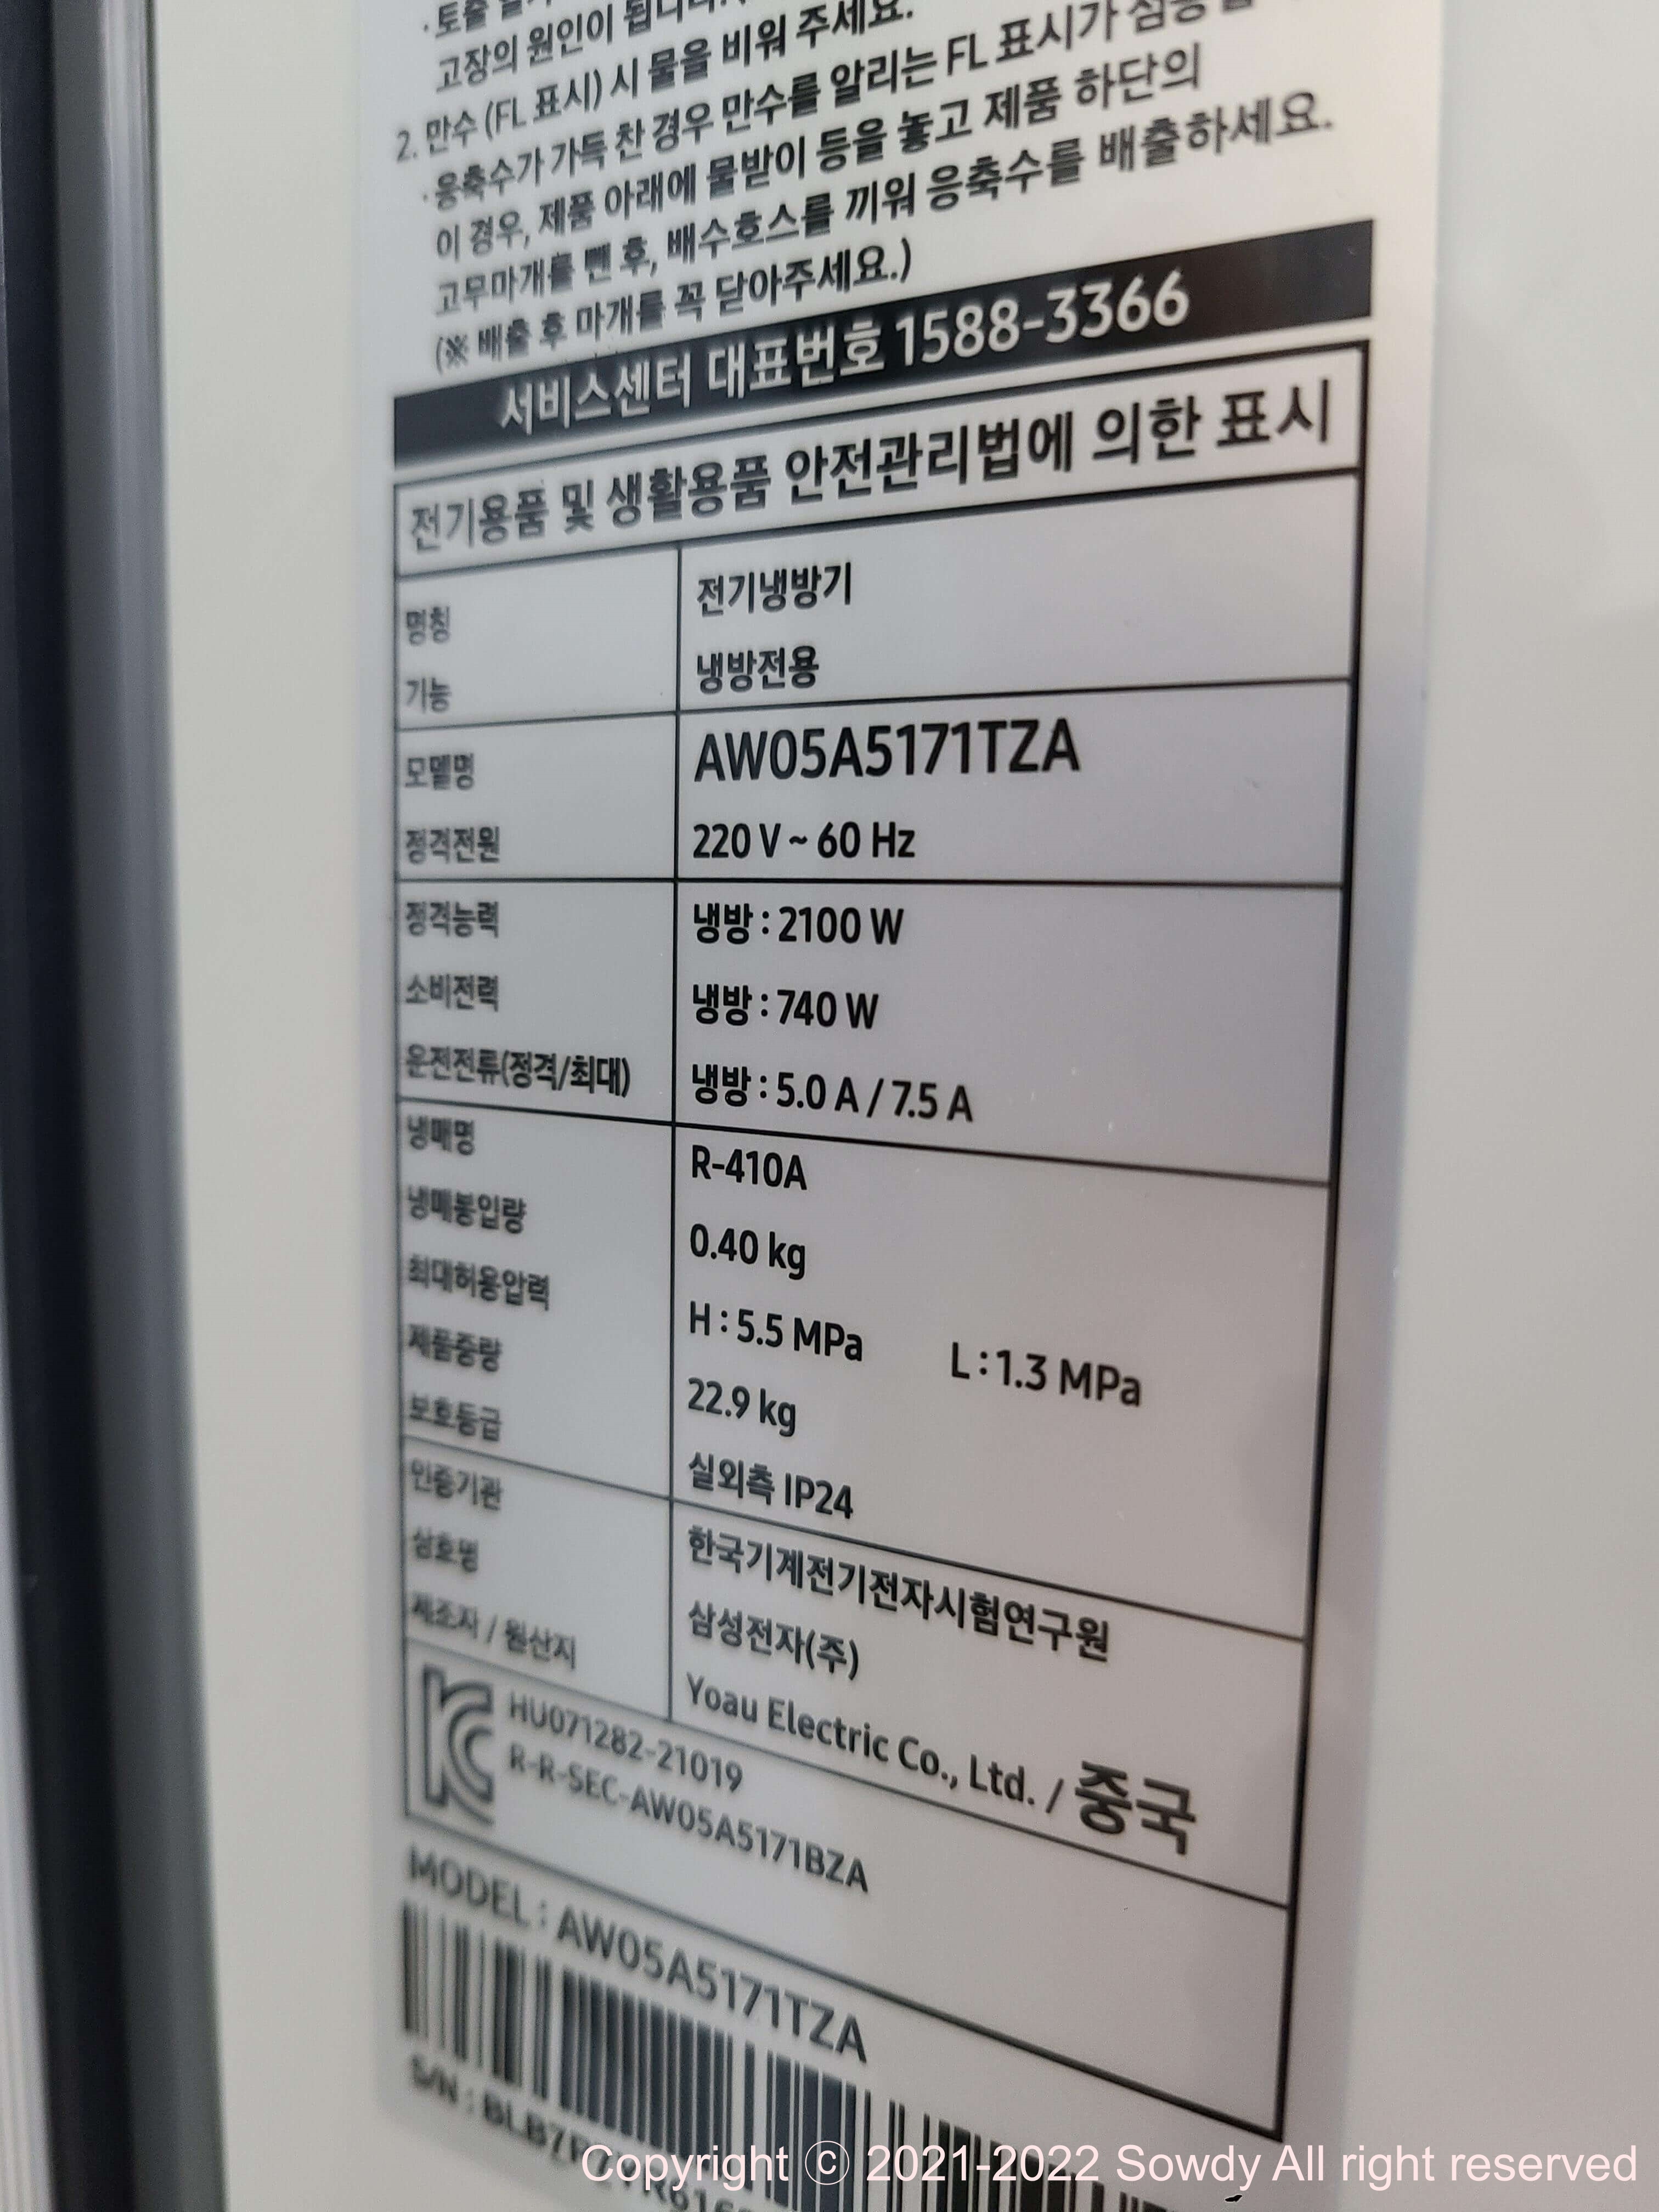 고장의 원인이 됩니다.
2. 만수 (FL 표시) 시 물을 비워 주세요.
· 응축수가 가득 찬 경우 만수를 알리는 FL 표시가
이 경우, 제품 아래에 물받이 등을 놓고 제품 하단의
고무마개를 뺀 후, 배수호스를 끼워 응축수를 배출하세요.
(※ 배출 후 마개를 꼭 닫아주세요.)
서비스센터 대표번호 1588-3366
전기용품 및 생활용품 안전관리법에 의한 표시
명칭 전기냉방기
기능 냉방전용
모델명 AW05A5171TZA
정격전원 220 V ~ 60 Hz
정격능력 냉방 : 2100 W
소비전력 냉방 : 740 W
운전전류(정격/최대) 냉방 : 5.0 A / 7.5 A
냉매명 R-410A
냉매봉입량 0.40 kg
최대허용압력 H : 5.5 MPa L : 1.3 MPa
제품중량 22.9 kg
보호등급 실외측 IP24
인증기관 한국기계전기전자시험연구원
상호명 삼성전자(주)
제조자 / 원산지 Yoau Electric Co., Ltd. / 중국
HU071282-21019
R-R-SEC-AW05A5171BZA
MODEL : AW05A5171TZA
S/N :
Copyright ⓒ 2021-2022 Sowdy All right reserved